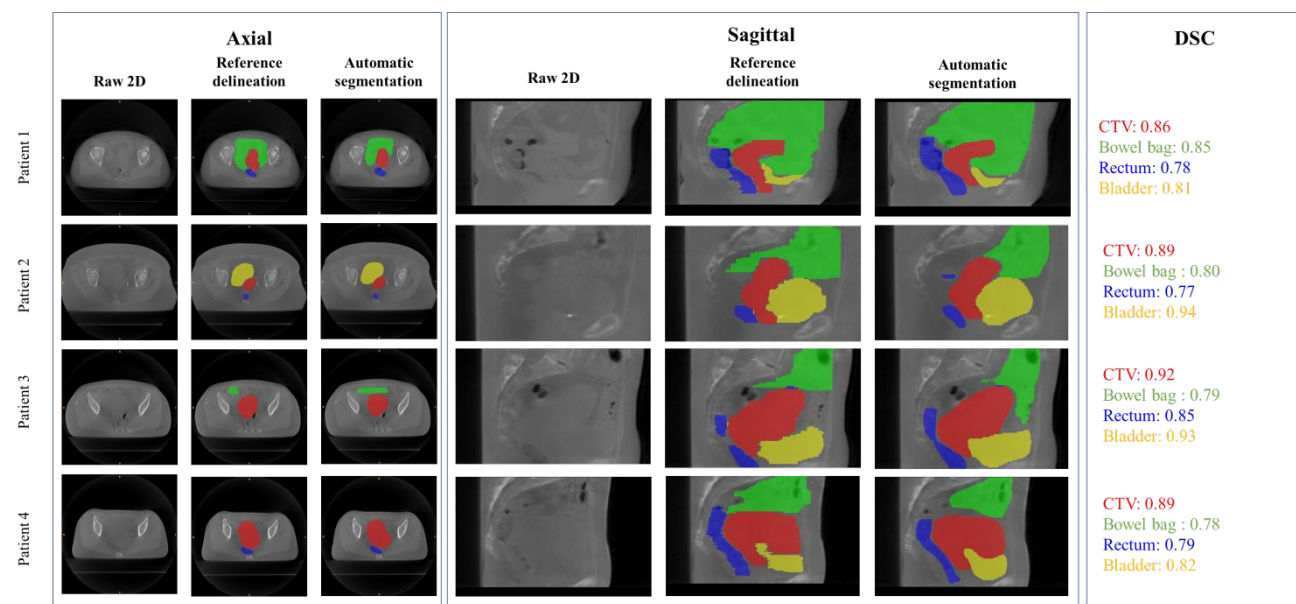 Axial
Sagittal
DSC
Raw 2D
Reference
delineation
Automatic
segmentation
Raw 2D
Reference
delineation
Automatic
segmentation
Patient 1
CTV: 0.86
Bowel bag: 0.85
Rectum: 0.78
Bladder: 0.81
Patient 2
CTV: 0.89
Bowel bag : 0.80
Rectum: 0.77
Bladder: 0.94
Patient 3
CTV: 0.92
Bowel bag : 0.79
Rectum: 0.85
Bladder: 0.93
Patient 4
CTV: 0.89
Bowel bag : 0.78
Rectum: 0.79
Bladder: 0.82